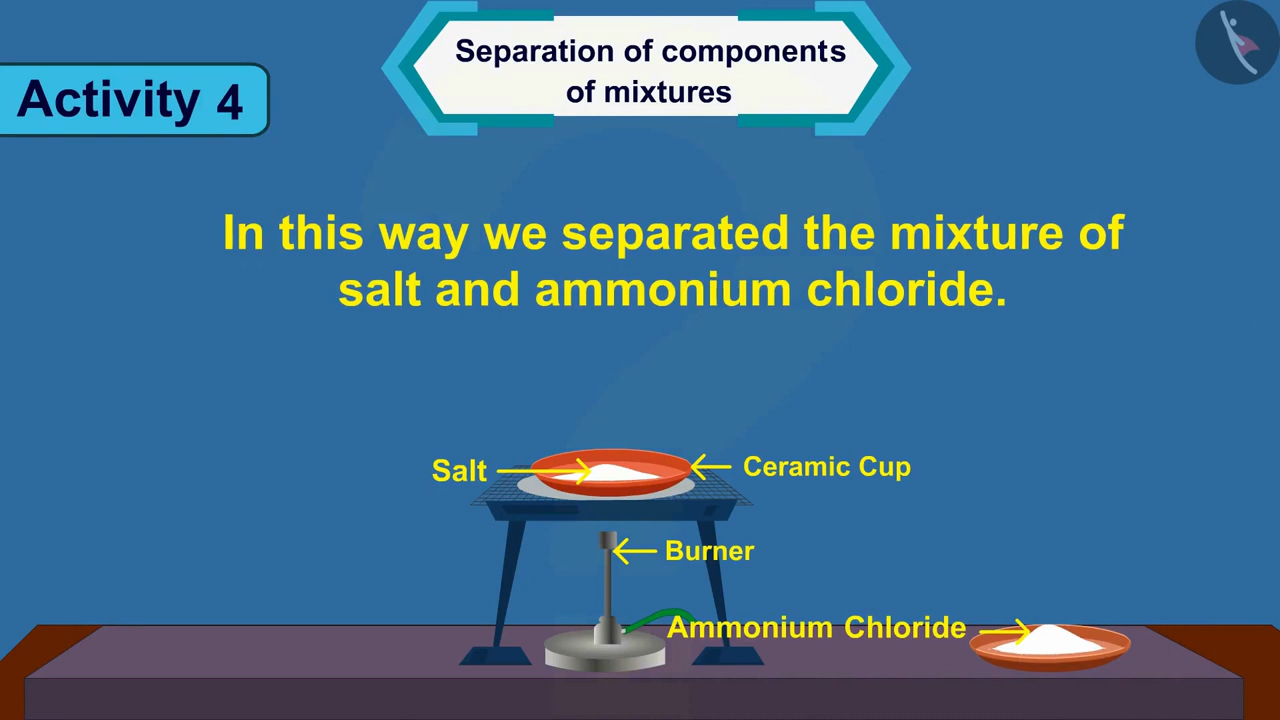 Separation of components
of mixtures
Activity 4
In this way we separated the mixture of
salt and ammonium chloride.
Salt
Ceramic Cup
Burner
Ammonium Chloride